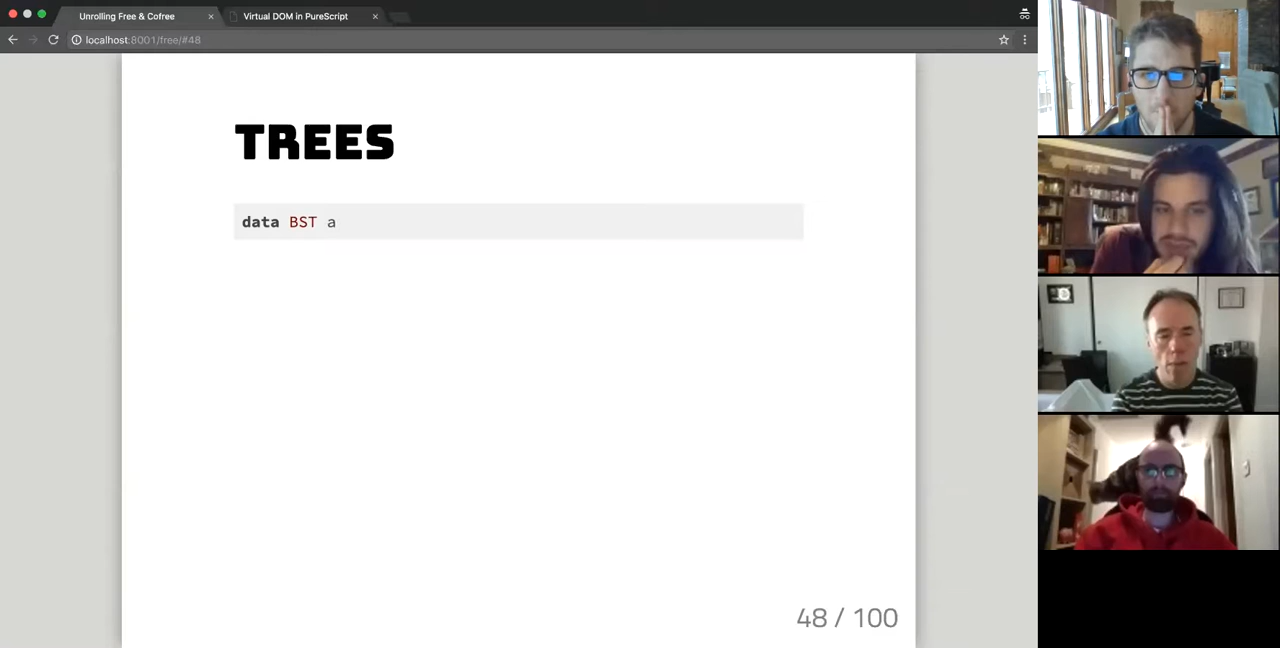 Unrolling Free & Cofree
Virtual DOM in PureScript
localhost:8001/free/#48
TREES
data BST a
48 / 100